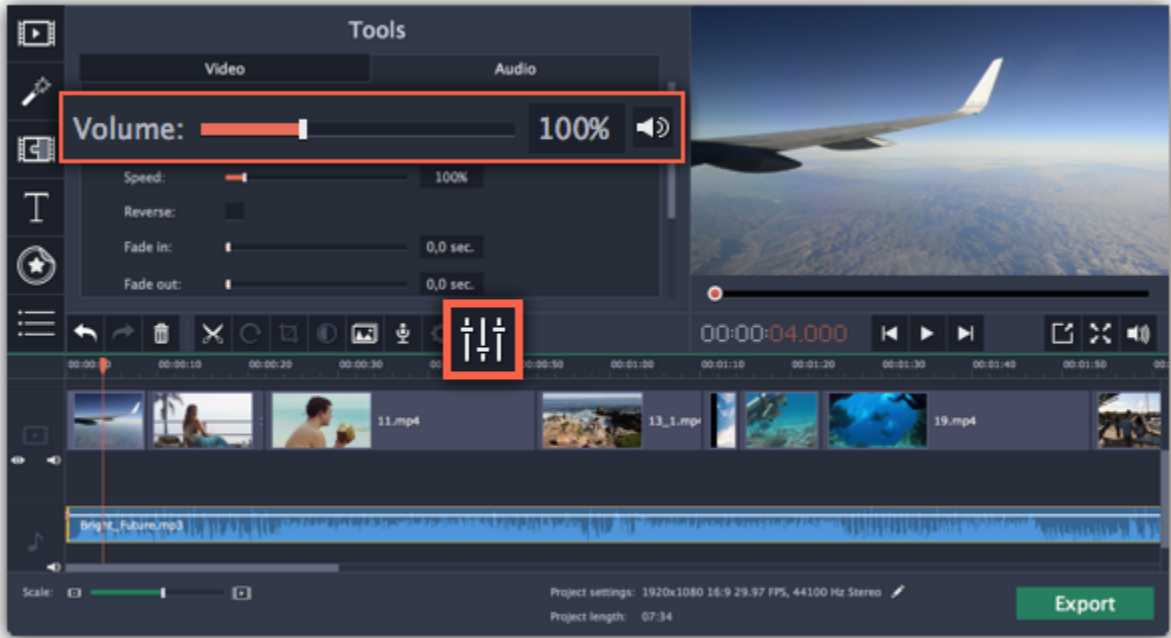 Tools
Video Audio
Volume: 100%
Speed: 100%
Reverse:
Fade in: 0,0 sec.
Fade out: 0,0 sec.
T
00:00:04.000
00:00:10 00:00:20 00:00:30 00:00:50 00:01:00 00:01:10 00:01:20 00:01:30 00:01:40 00:01:50
11.mp4 13_1.mp4 19.mp4
Bright_Future.mp3
Scale:
Project settings: 1920x1080 16:9 29.97 FPS, 44100 Hz Stereo
Project length: 07:34
Export